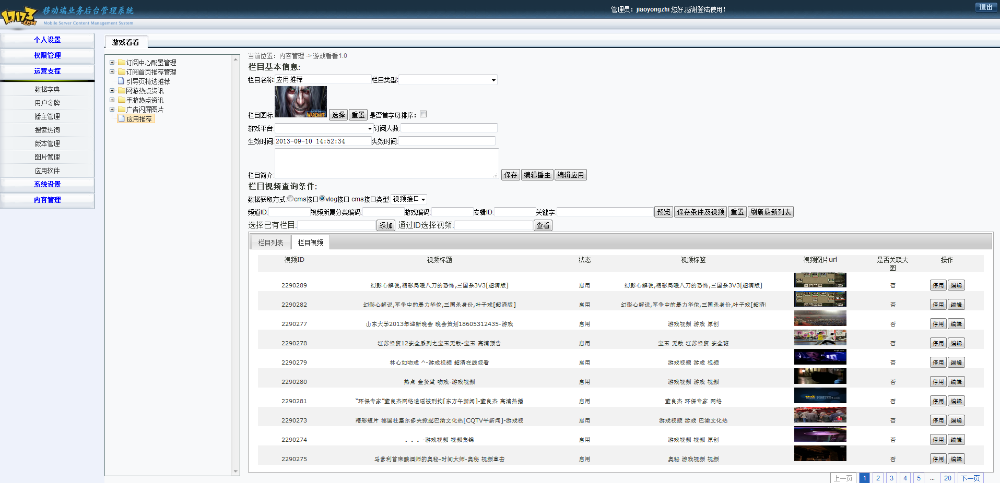 17173.COM
移动端业务后台管理系统
Mobile Server Content Management System
管理员：jiaoyongzhi 您好,感谢登陆使用！
退出
个人设置
权限管理
运营支撑
数据字典
用户令牌
播主管理
搜索热词
版本管理
图片管理
应用软件
系统设置
内容管理
游戏看看
订阅中心配置管理
订阅首页推荐管理
引导页精选推荐
网游热点资讯
手游热点资讯
广告闪屏图片
应用推荐
当前位置：内容管理 -> 游戏看看1.0
栏目基本信息:
栏目名称:应用推荐 栏目类型:
WARCRAFT
栏目图标: 选择 重置 是否首字母排序：
游戏平台: 订阅人数:
生效时间:2013-09-10 14:52:34 失效时间:
栏目简介: 保存 编辑播主 编辑应用
栏目视频查询条件:
数据获取方式:cms接口vlog接口 cms接口类型:视频接口
频道ID: 视频所属分类编码: 游戏编码: 专辑ID: 关键字: 预览 保存条件及视频 重置 刷新最新列表
选择已有栏目: 添加 通过ID选择视频: 查看
栏目列表 栏目视频
视频ID 视频标题 状态 视频标签 视频图片url 是否关联大图 操作
2290289 幻影心解说,精彩局暖八刀的恐怖,三国杀3V3[超清版] 启用 幻影心解说,精彩局暖八刀的恐怖,三国杀3V3[超清版] 否 停用 编辑
2290282 幻影心解说,军争中的暴力华佗,三国杀身份,叶子戏[超清版] 启用 幻影心解说,军争中的暴力华佗,三国杀身份,叶子戏[超清 否 停用 编辑
2290277 山东大学2013年迎新晚会 晚会策划18605312435-游戏 启用 游戏视频 游戏 原创 否 停用 编辑
2290278 江苏经贸12安全系列之宝玉无敌-宝玉 高清预告 启用 宝玉 无敌 江苏经贸 安全班 否 停用 编辑
2290279 林心如吻戏 ^-游戏视频 超清在线观看 启用 游戏视频 游戏 视频 否 停用 编辑
2290280 热点 金贤重 吻戏-游戏视频 启用 游戏视频 游戏 视频 否 停用 编辑
2290281 “环保专家”董良杰网络造谣被刑拘[东方午新闻]-董良杰 高清热播 启用 董良杰 环保专家 网络 否 停用 编辑
2290273 精彩短片 德国杜塞尔多夫掀起巴渝文化热[CQTV午新闻]-游戏视 启用 游戏视频 游戏 巴渝文化热 否 停用 编辑
2290274 ．．．-游戏视频 视频集锦 启用 游戏视频 视频 原创 否 停用 编辑
2290275 马爹利首席酿酒师的奥秘-时间大师-奥秘 视频直击 启用 奥秘 游戏视频 视频 否 停用 编辑
上一页 1 2 3 4 5 ... 20 下一页